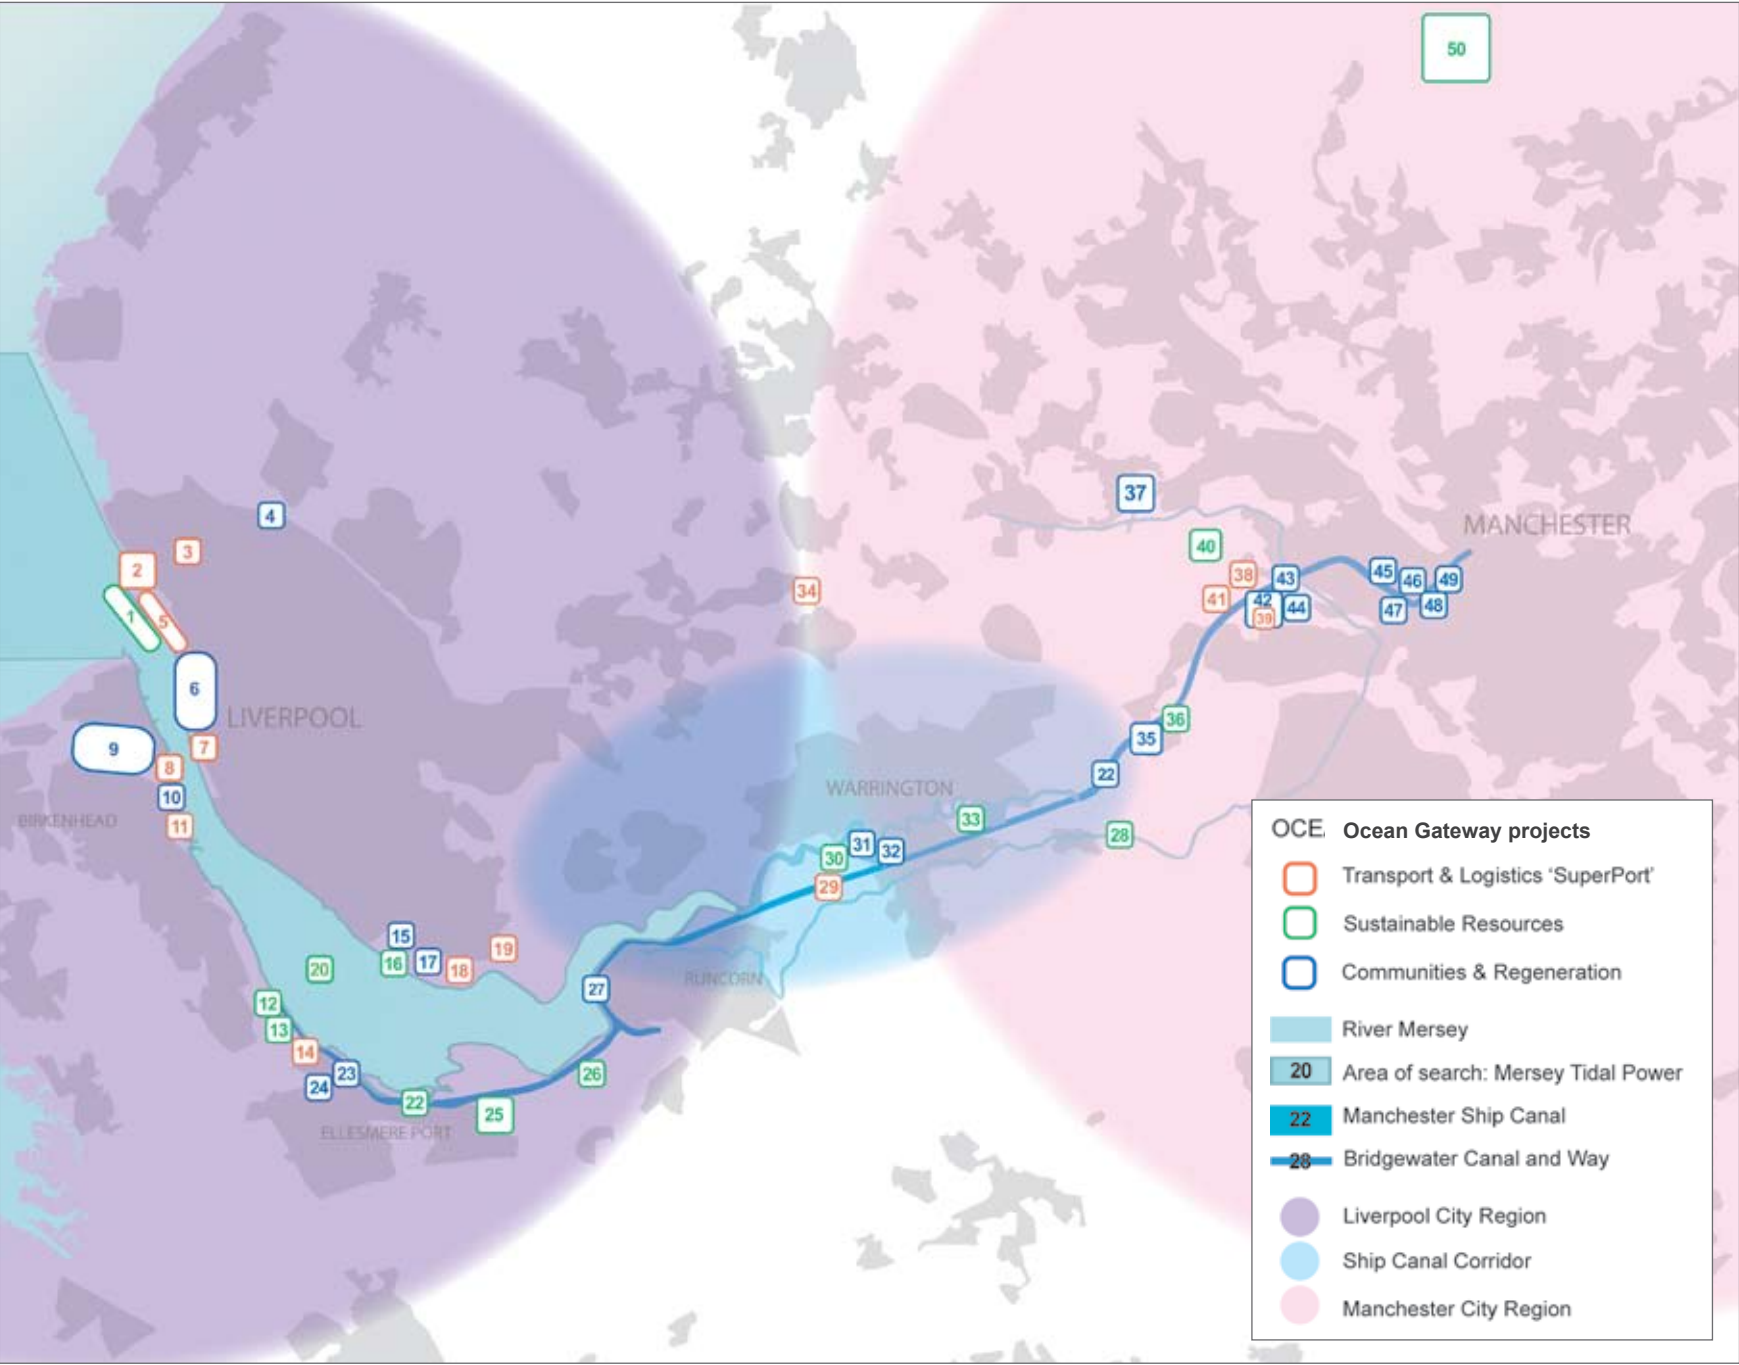 50
37
4
MANCHESTER
3
40
2
38
43
45
46
49
34
41
42
44
47
48
1
5
39
6
LIVERPOOL
36
35
9
7
8
22
WARRINGTON
10
BIRKENHEAD
11
33
28
31
32
30
29
15
19
16
17
18
20
RUNCORN
27
12
13
14
23
24
26
22
25
ELLESMERE PORT
OCE Ocean Gateway projects
Transport & Logistics ‘SuperPort’
Sustainable Resources
Communities & Regeneration
River Mersey
20 Area of search: Mersey Tidal Power
22 Manchester Ship Canal
28 Bridgewater Canal and Way
Liverpool City Region
Ship Canal Corridor
Manchester City Region